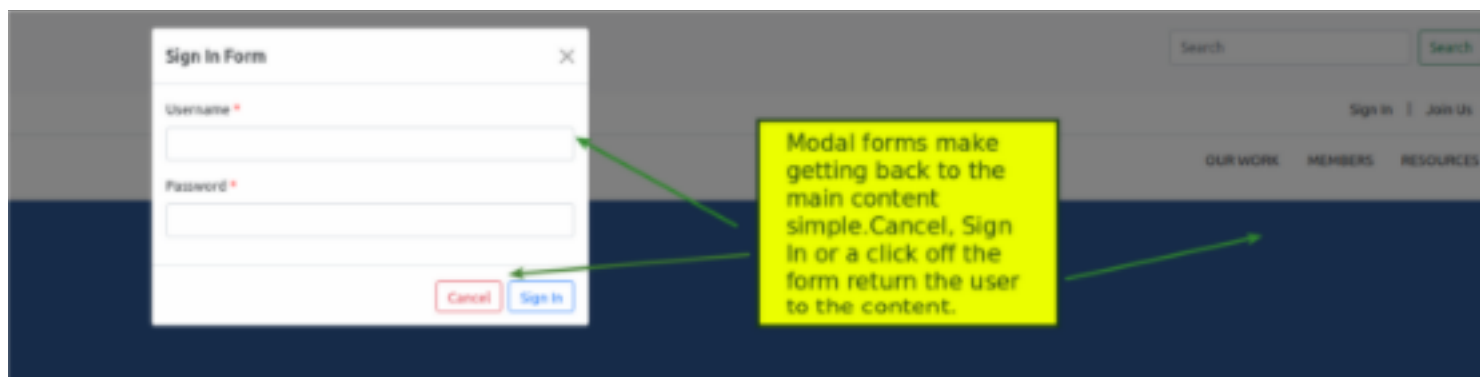 Sign In Form
Username *
Password *
Cancel Sign In
Modal forms make
getting back to the
main content
simple.Cancel, Sign
In or a click off the
form return the user
to the content.
Search Search
Sign In | Join Us
OUR WORK MEMBERS RESOURCES